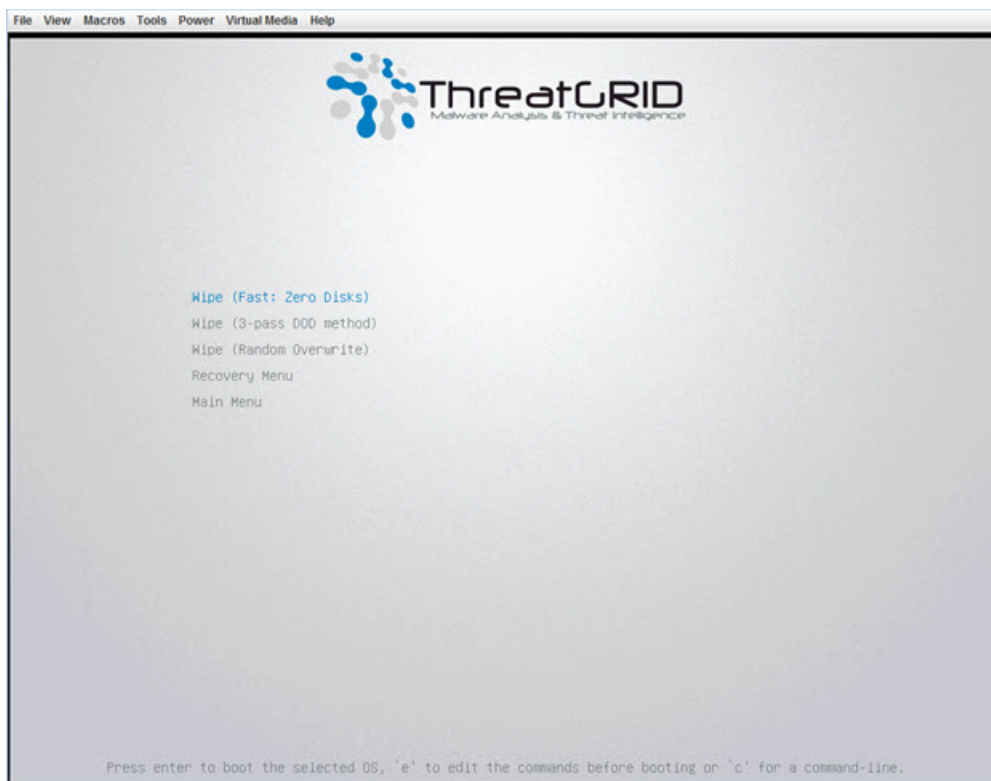 File View Macros Tools Power Virtual Media Help
ThreatGRID
Malware Analysis & Threat Intelligence
Wipe (Fast: Zero Disks)
Wipe (3-pass DOD method)
Wipe (Random Overwrite)
Recovery Menu
Main Menu
Press enter to boot the selected OS, `e' to edit the commands before booting or `c' for a command-line.